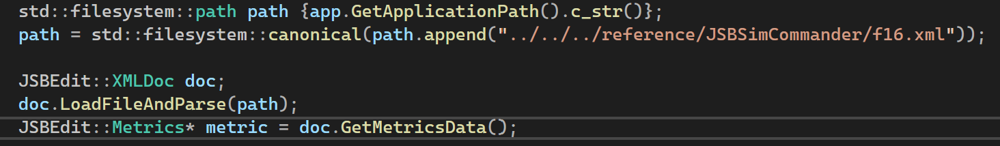 std::filesystem::path path {app.GetApplicationPath().c_str()};
path = std::filesystem::canonical(path.append("../../../reference/JSBSimCommander/f16.xml"));
JSBEdit::XMLDoc doc;
doc.LoadFileAndParse(path);
JSBEdit::Metrics* metric = doc.GetMetricsData();